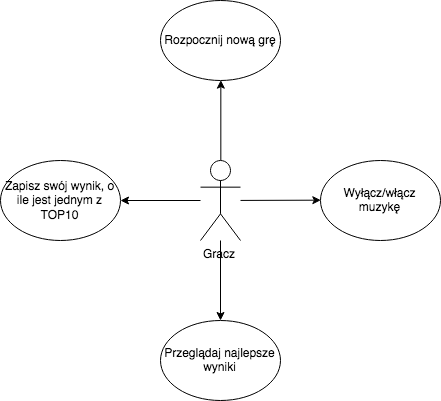 Rozpocznij nową grę
Zapisz swój wynik, o
ile jest jednym z
TOP10
Wyłącz/włącz
muzykę
Gracz
Przeglądaj najlepsze
wyniki